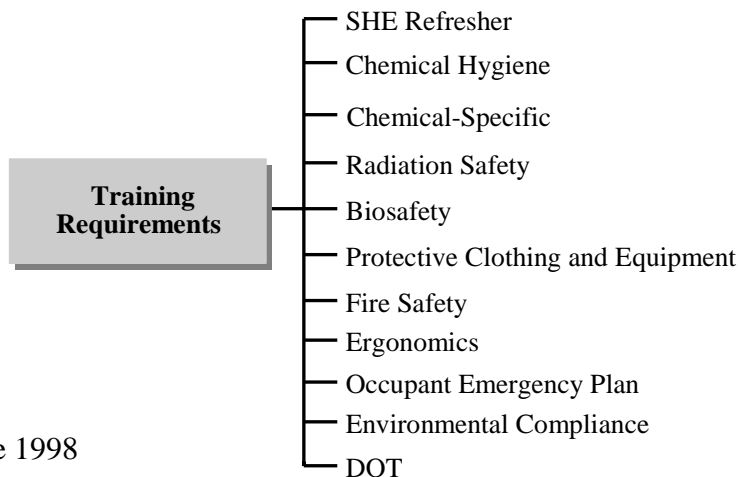 SHE Refresher
Chemical Hygiene
Chemical-Specific
Radiation Safety
Training
Requirements
Biosafety
Protective Clothing and Equipment
Fire Safety
Ergonomics
Occupant Emergency Plan
Environmental Compliance
1998
DOT